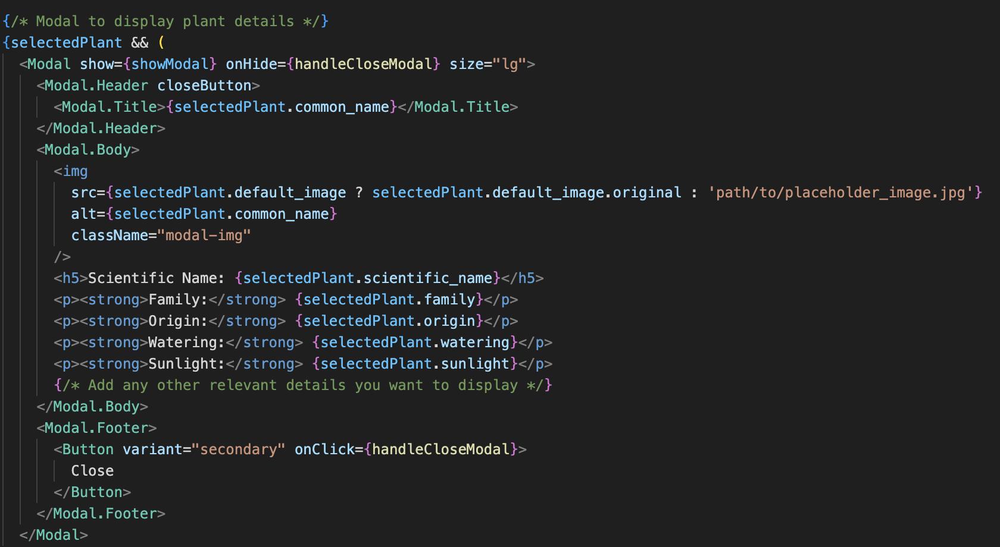 {/* Modal to display plant details */}
{selectedPlant && (
<Modal show={showModal} onHide={handleCloseModal} size="lg">
<Modal.Header closeButton>
<Modal.Title>{selectedPlant.common_name}</Modal.Title>
</Modal.Header>
<Modal.Body>
<img
src={selectedPlant.default_image ? selectedPlant.default_image.original : 'path/to/placeholder_image.jpg'}
alt={selectedPlant.common_name}
className="modal-img"
/>
<h5>Scientific Name: {selectedPlant.scientific_name}</h5>
<p><strong>Family:</strong> {selectedPlant.family}</p>
<p><strong>Origin:</strong> {selectedPlant.origin}</p>
<p><strong>Watering:</strong> {selectedPlant.watering}</p>
<p><strong>Sunlight:</strong> {selectedPlant.sunlight}</p>
{/* Add any other relevant details you want to display */}
</Modal.Body>
<Modal.Footer>
<Button variant="secondary" onClick={handleCloseModal}>
Close
</Button>
</Modal.Footer>
</Modal>